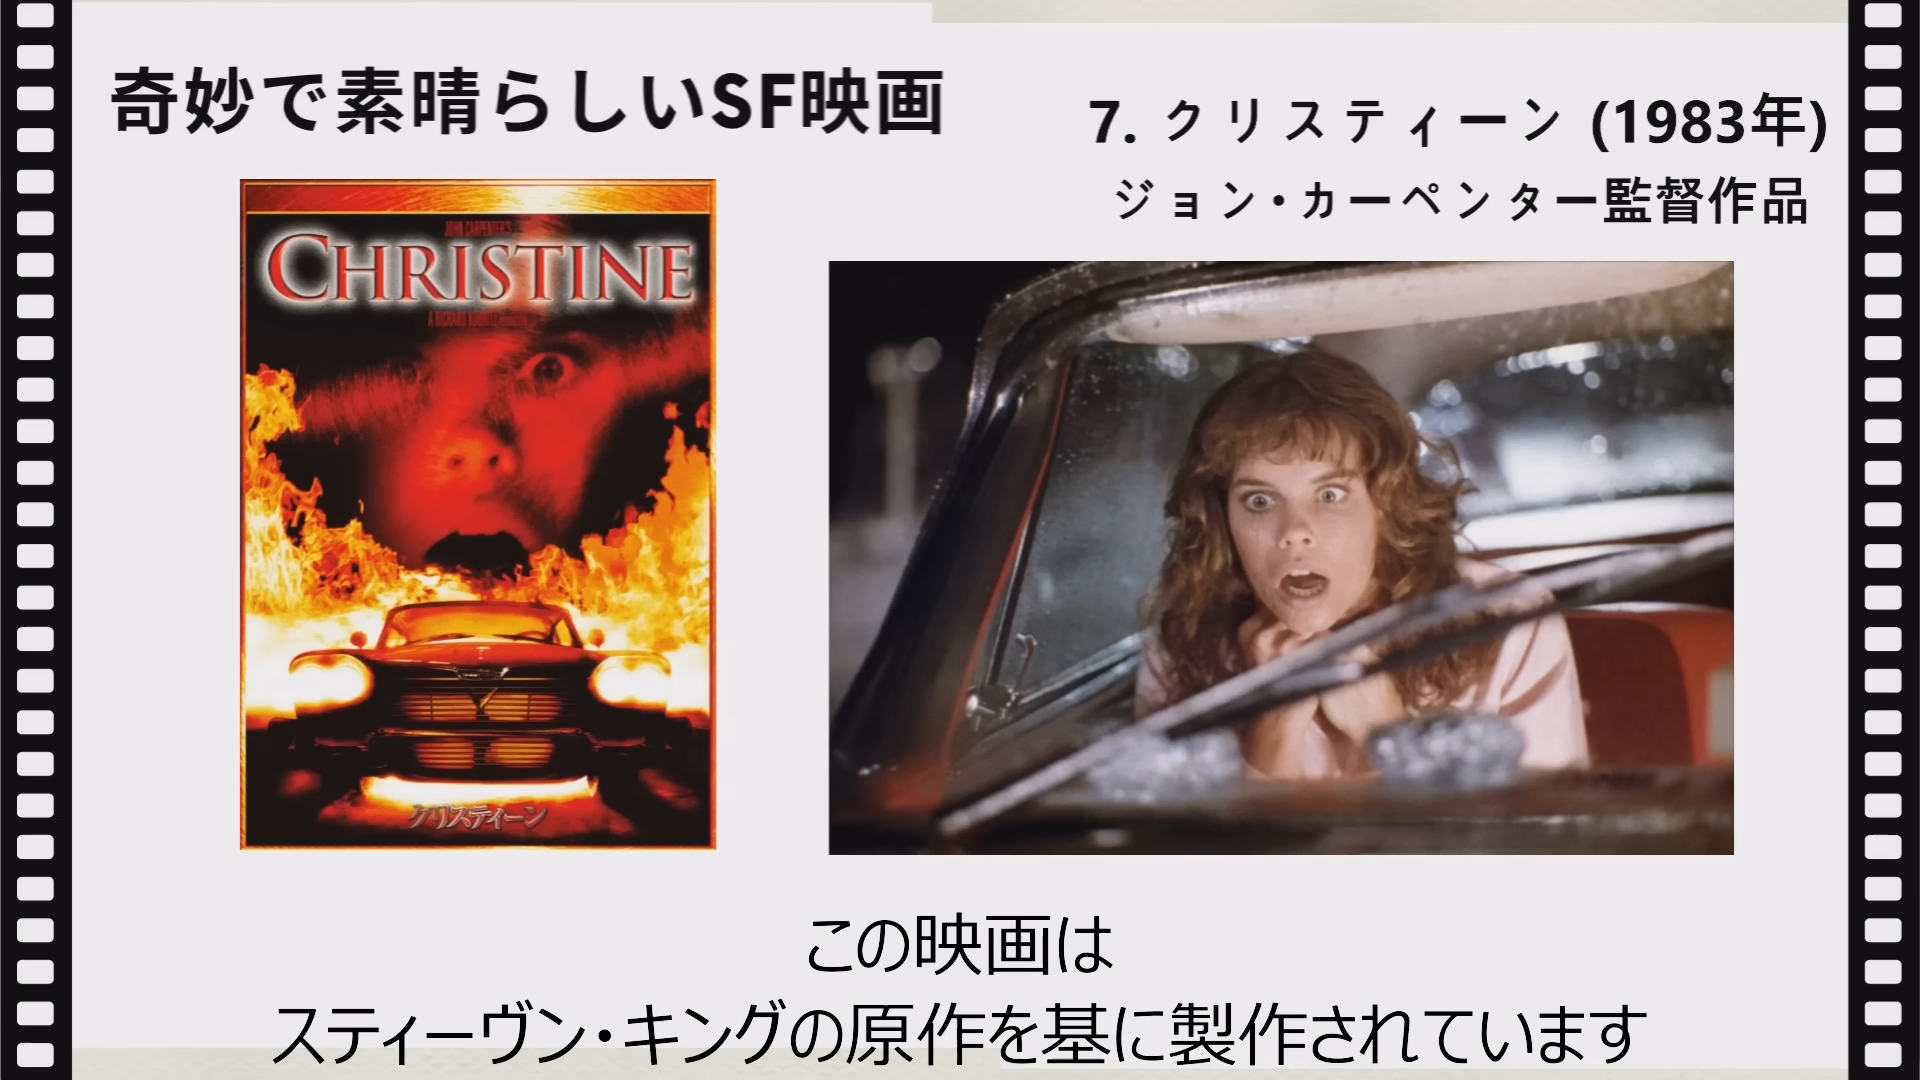 奇妙で素晴らしいSF映画
7. クリスティーン (1983年)
ジョン・カーペンター監督作品
JOHN CARPENTER'S
CHRISTINE
クリスティーン
この映画は
スティーヴン・キングの原作を基に製作されています